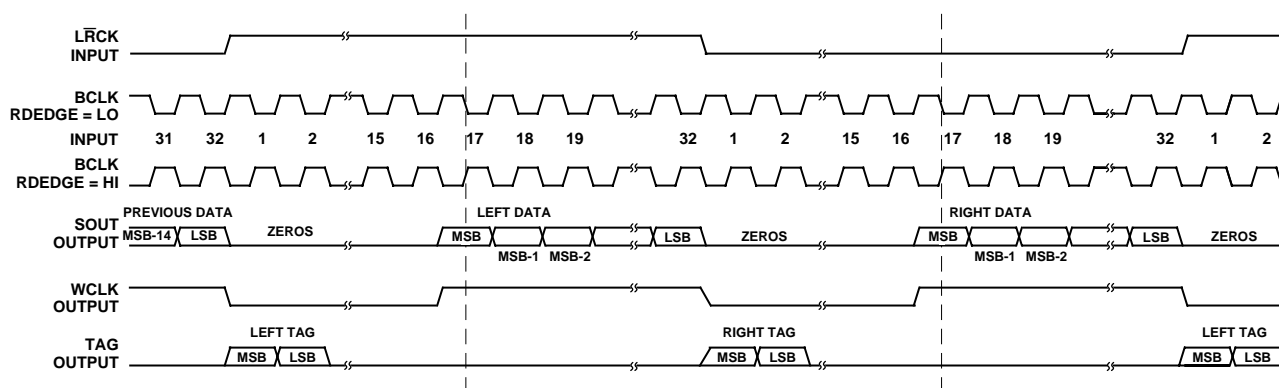 LR̅CK
INPUT
BCLK
RDEDGE = LO
INPUT 31 32 1 2 15 16 17 18 19 32 1 2 15 16 17 18 19 32 1 2
BCLK
RDEDGE = HI
PREVIOUS DATA LEFT DATA RIGHT DATA
SOUT
OUTPUT
MSB-14 LSB ZEROS MSB LSB ZEROS MSB LSB ZEROS
MSB-1 MSB-2 MSB-1 MSB-2
WCLK
OUTPUT
LEFT TAG RIGHT TAG LEFT TAG
TAG
OUTPUT
MSB LSB MSB LSB MSB LSB